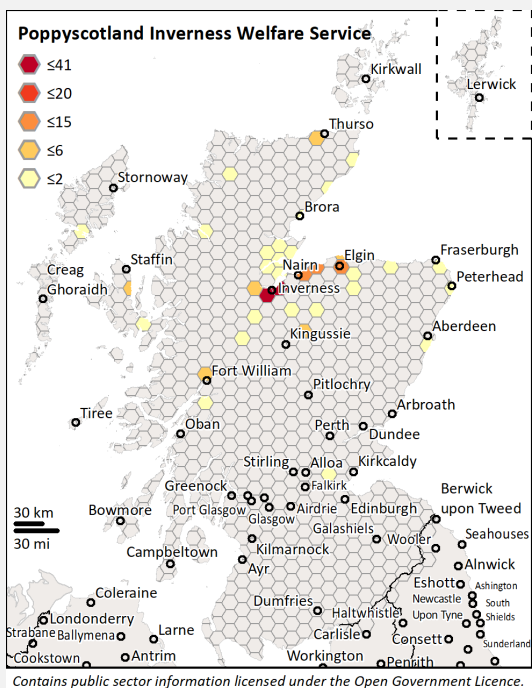 Poppyscotland Inverness Welfare Service
≤41
≤20
≤15
≤6
≤2
Kirkwall
Lerwick
Thurso
Stornoway
Brora
Staffin
Nairn
Elgin
Fraserburgh
Creag
Ghoraidh
Inverness
Peterhead
Kingussie
Aberdeen
Fort William
Pitlochry
Tiree
Arbroath
Oban
Perth
Dundee
Stirling
Alloa
Kirkcaldy
Greenock
Falkirk
Berwick
upon Tweed
30 km
30 mi
Bowmore
Port Glasgow
Glasgow
Airdrie
Edinburgh
Galashiels
Seahouses
Wooler
Campbeltown
Kilmarnock
Ayr
Alnwick
Eshott
Ashington
Coleraine
Dumfries
Haltwhistle
Newcastle
Upon Tyne
South
Shields
Londonderry
Strabane
Ballymena
Larne
Carlisle
Consett
Sunderland
Cookstown
Antrim
Workington
Penrith
Contains public sector information licensed under the Open Government Licence.